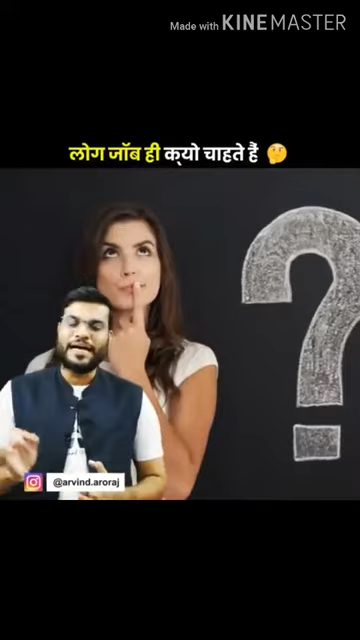 Made with KINEMASTER
लोग जॉब ही क्यो चाहते हैं 🤔
@arvind.aroraj